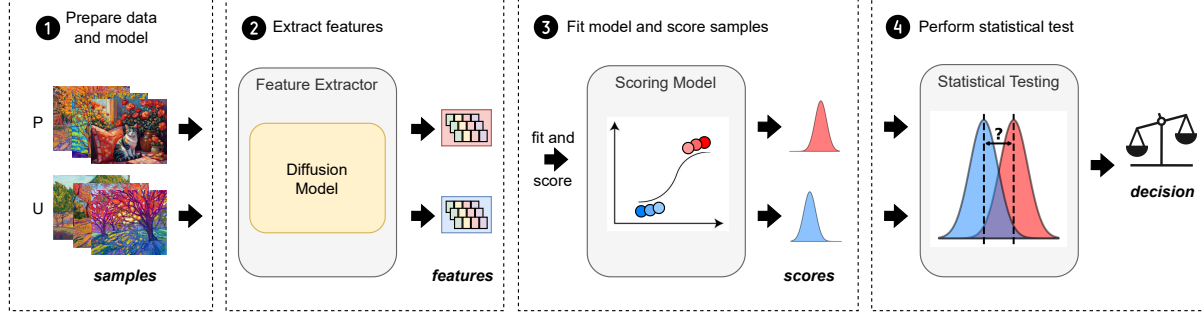 1 Prepare data
and model
P
U
samples
2 Extract features
Feature Extractor
Diffusion
Model
features
3 Fit model and score samples
fit and
score
Scoring Model
scores
4 Perform statistical test
Statistical Testing
?
decision